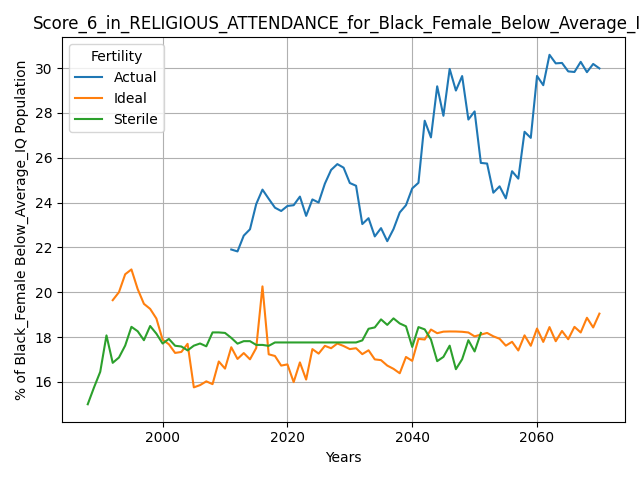 Score_6_in_RELIGIOUS_ATTENDANCE_for_Black_Female_Below_Average_I
Fertility
Actual
Ideal
Sterile
% of Black_Female Below_Average_IQ Population
30
28
26
24
22
20
18
16
2000 2020 2040 2060
Years